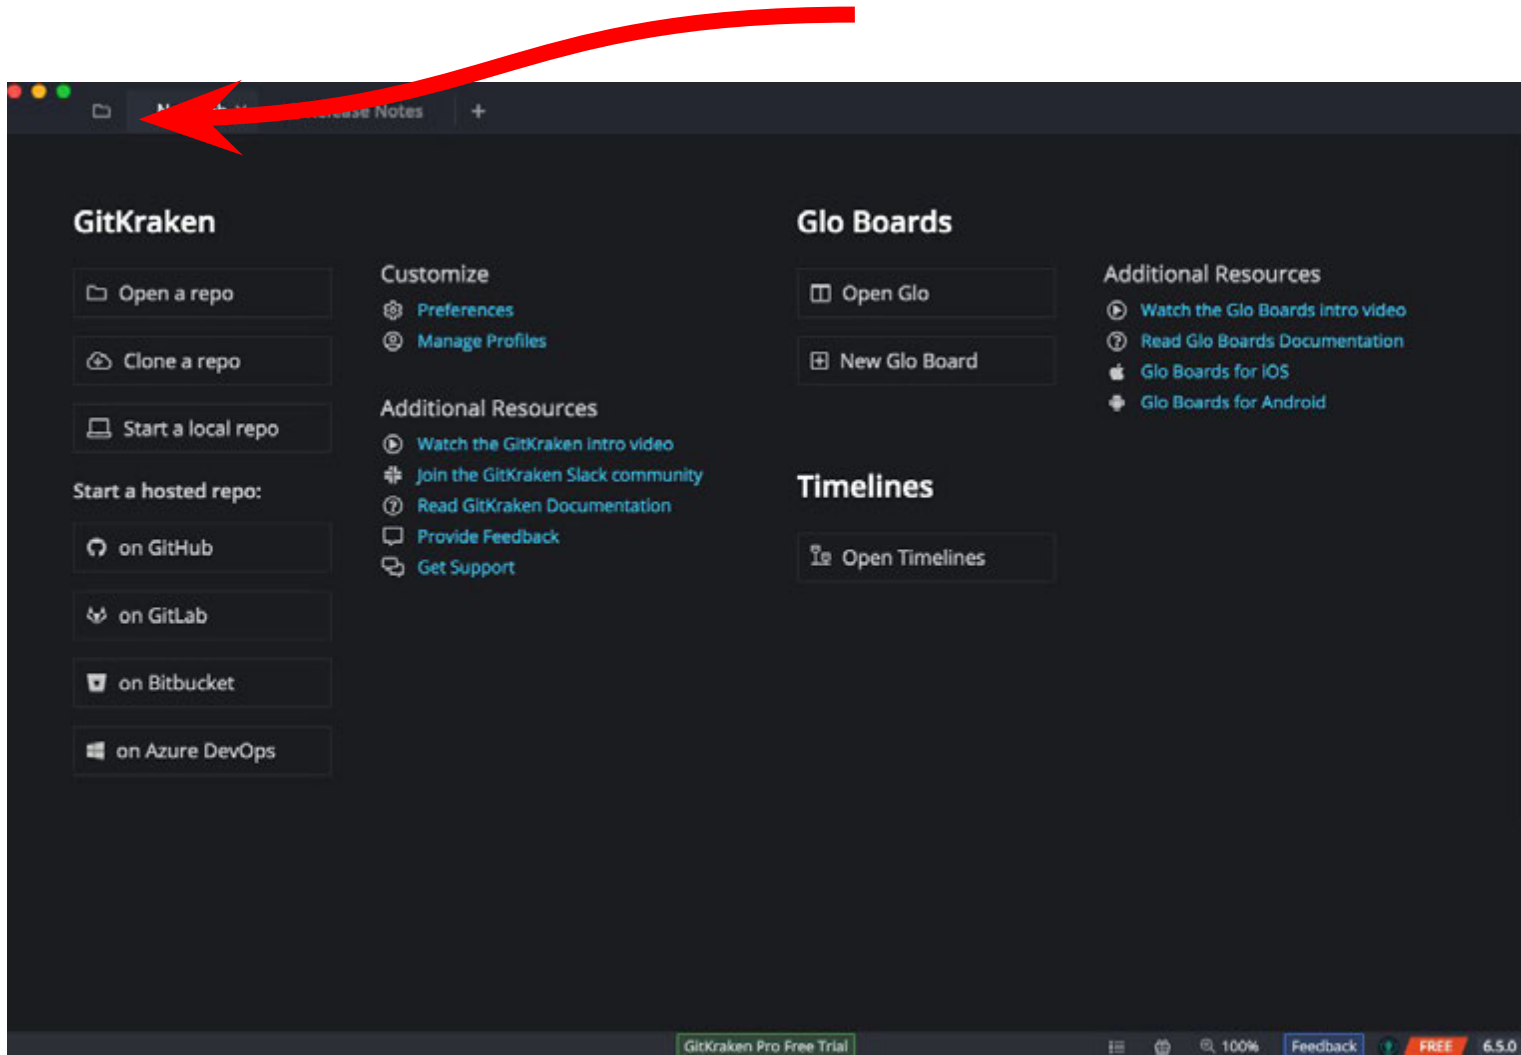 Notes
+
GitKraken
Open a repo
Clone a repo
Start a local repo
Start a hosted repo:
on GitHub
on GitLab
on Bitbucket
on Azure DevOps
Customize
Preferences
Manage Profiles
Additional Resources
Watch the GitKraken intro video
Join the GitKraken Slack community
Read GitKraken Documentation
Provide Feedback
Get Support
Glo Boards
Open Glo
New Glo Board
Additional Resources
Watch the Glo Boards intro video
Read Glo Boards Documentation
Glo Boards for iOS
Glo Boards for Android
Timelines
Open Timelines
GitKraken Pro Free Trial
100%
Feedback
FREE
6.5.0